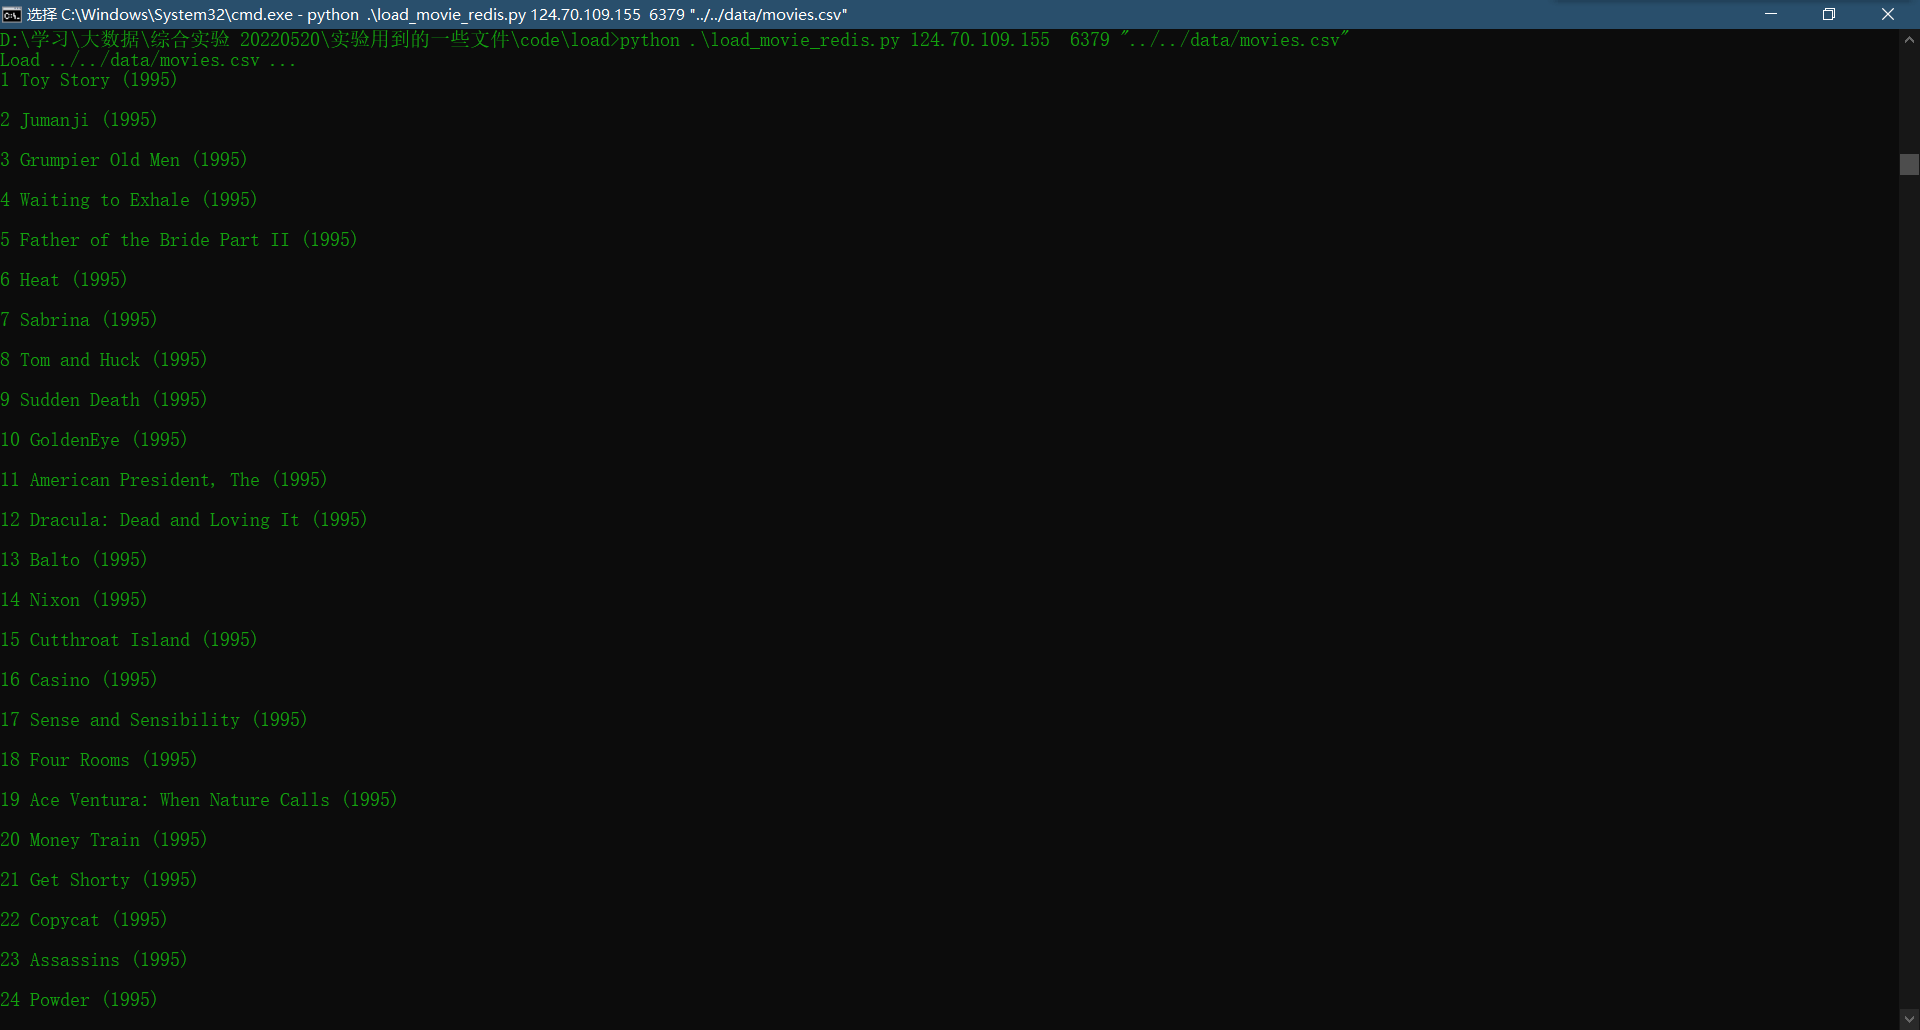 选择 C:\Windows\System32\cmd.exe - python  .\load_movie_redis.py 124.70.109.155  6379 "../../data/movies.csv"
D:\学习\大数据\综合实验 20220520\实验用到的一些文件\code\load>python .\load_movie_redis.py 124.70.109.155  6379 "../../data/movies.csv"
Load ../../data/movies.csv ...
1 Toy Story (1995)
2 Jumanji (1995)
3 Grumpier Old Men (1995)
4 Waiting to Exhale (1995)
5 Father of the Bride Part II (1995)
6 Heat (1995)
7 Sabrina (1995)
8 Tom and Huck (1995)
9 Sudden Death (1995)
10 GoldenEye (1995)
11 American President, The (1995)
12 Dracula: Dead and Loving It (1995)
13 Balto (1995)
14 Nixon (1995)
15 Cutthroat Island (1995)
16 Casino (1995)
17 Sense and Sensibility (1995)
18 Four Rooms (1995)
19 Ace Ventura: When Nature Calls (1995)
20 Money Train (1995)
21 Get Shorty (1995)
22 Copycat (1995)
23 Assassins (1995)
24 Powder (1995)